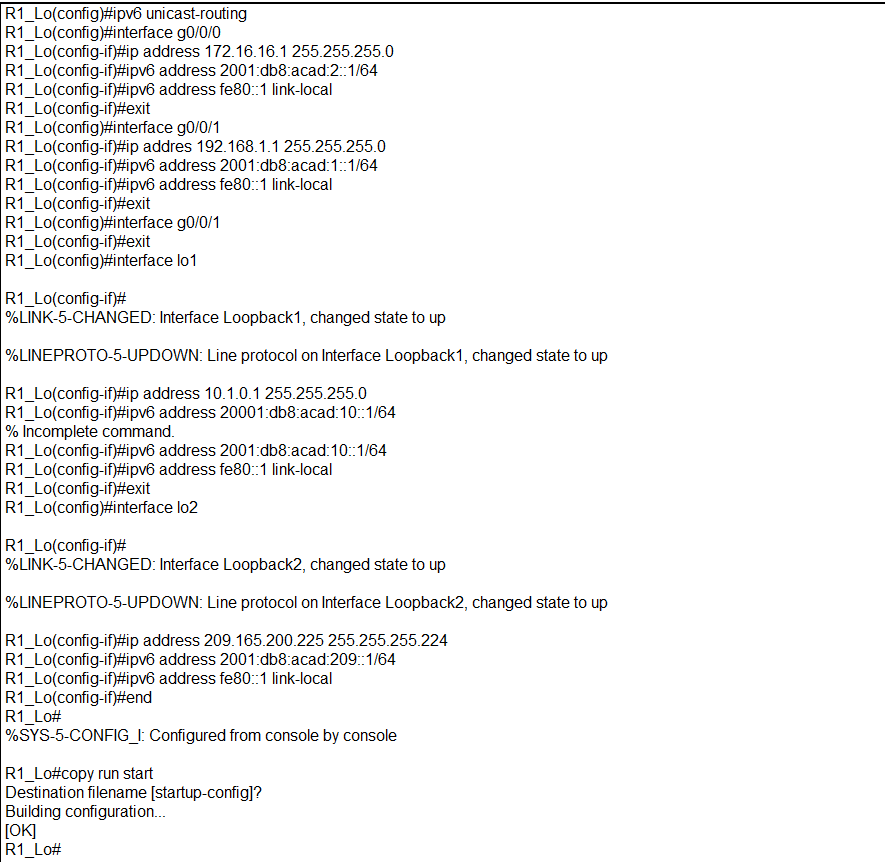 R1_Lo(config)#ipv6 unicast-routing
R1_Lo(config)#interface g0/0/0
R1_Lo(config-if)#ip address 172.16.16.1 255.255.255.0
R1_Lo(config-if)#ipv6 address 2001:db8:acad:2::1/64
R1_Lo(config-if)#ipv6 address fe80::1 link-local
R1_Lo(config-if)#exit
R1_Lo(config)#interface g0/0/1
R1_Lo(config-if)#ip addres 192.168.1.1 255.255.255.0
R1_Lo(config-if)#ipv6 address 2001:db8:acad:1::1/64
R1_Lo(config-if)#ipv6 address fe80::1 link-local
R1_Lo(config-if)#exit
R1_Lo(config)#interface g0/0/1
R1_Lo(config-if)#exit
R1_Lo(config)#interface lo1
R1_Lo(config-if)#
%LINK-5-CHANGED: Interface Loopback1, changed state to up
%LINEPROTO-5-UPDOWN: Line protocol on Interface Loopback1, changed state to up
R1_Lo(config-if)#ip address 10.1.0.1 255.255.255.0
R1_Lo(config-if)#ipv6 address 20001:db8:acad:10::1/64
% Incomplete command.
R1_Lo(config-if)#ipv6 address 2001:db8:acad:10::1/64
R1_Lo(config-if)#ipv6 address fe80::1 link-local
R1_Lo(config-if)#exit
R1_Lo(config)#interface lo2
R1_Lo(config-if)#
%LINK-5-CHANGED: Interface Loopback2, changed state to up
%LINEPROTO-5-UPDOWN: Line protocol on Interface Loopback2, changed state to up
R1_Lo(config-if)#ip address 209.165.200.225 255.255.255.224
R1_Lo(config-if)#ipv6 address 2001:db8:acad:209::1/64
R1_Lo(config-if)#ipv6 address fe80::1 link-local
R1_Lo(config-if)#end
R1_Lo#
%SYS-5-CONFIG_I: Configured from console by console
R1_Lo#copy run start
Destination filename [startup-config]?
Building configuration...
[OK]
R1_Lo#